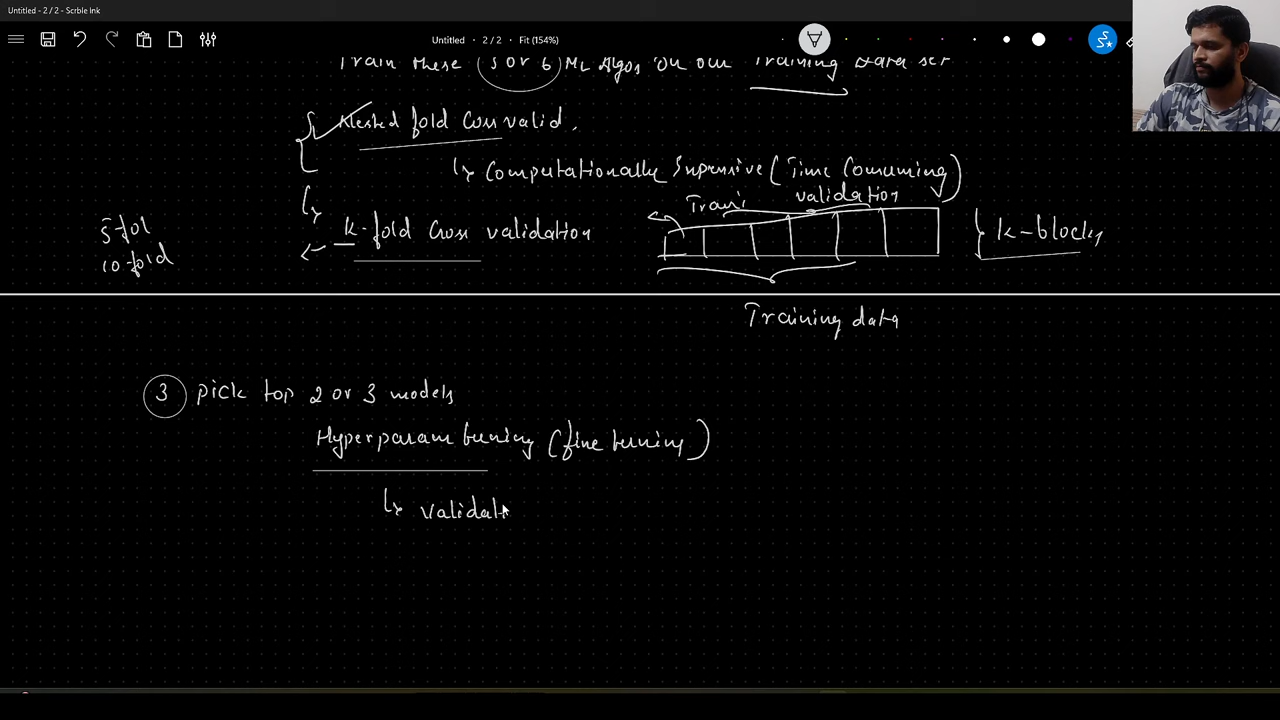 Untitled - 2 / 2 - Scrble Ink
Untitled 2 / 2 Fit (154%)
Train these 5 or 6 ML Algos on our Training Data set
Nested fold Cross valid.
Computationally Expensive (Time Consuming)
Train validation
5-fol
10 fold
k-fold Cross validation
k-blocks
Training data
3 pick top 2 or 3 models
Hyperparam tuning (fine tuning)
validat